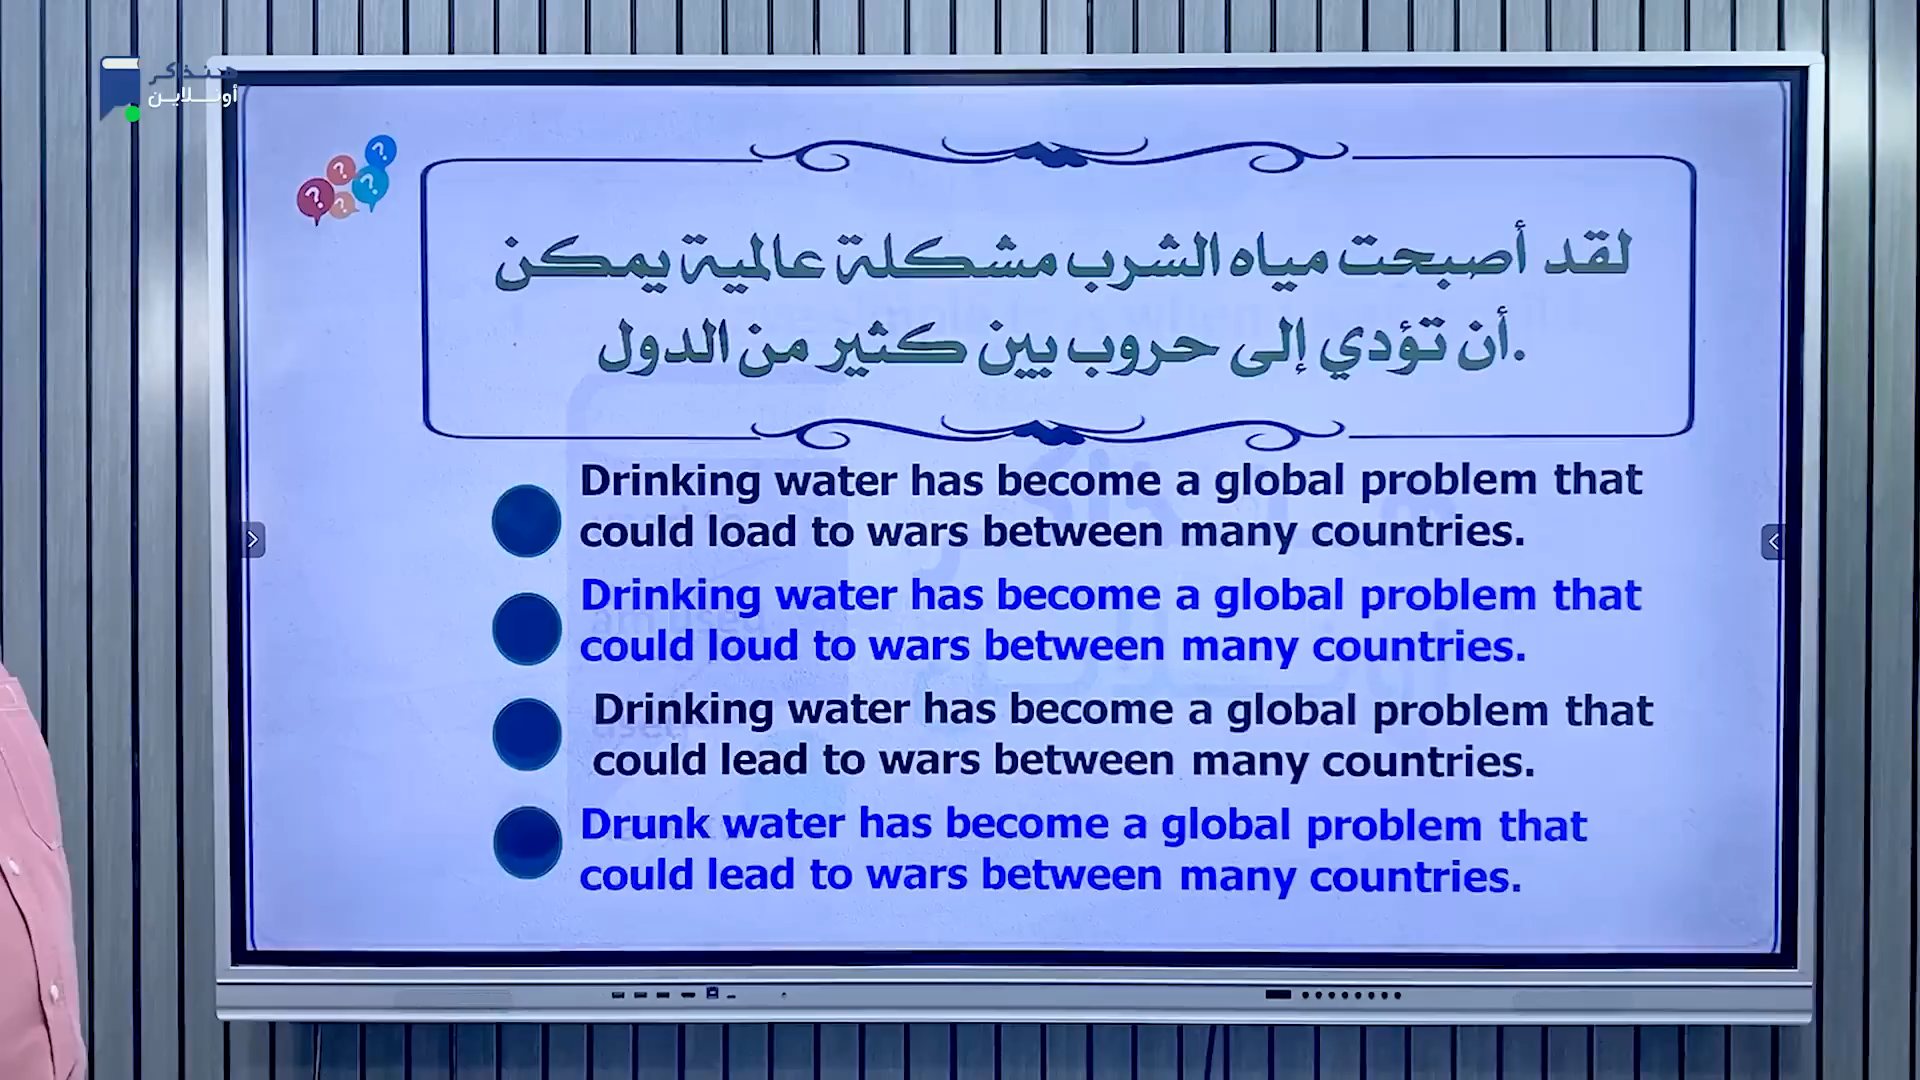 هنذاكر
أونلاين
لقد أصبحت مياه الشرب مشكلة عالمية يمكن
أن تؤدي إلى حروب بين كثير من الدول.
Drinking water has become a global problem that
could load to wars between many countries.
Drinking water has become a global problem that
could loud to wars between many countries.
Drinking water has become a global problem that
could lead to wars between many countries.
Drunk water has become a global problem that
could lead to wars between many countries.